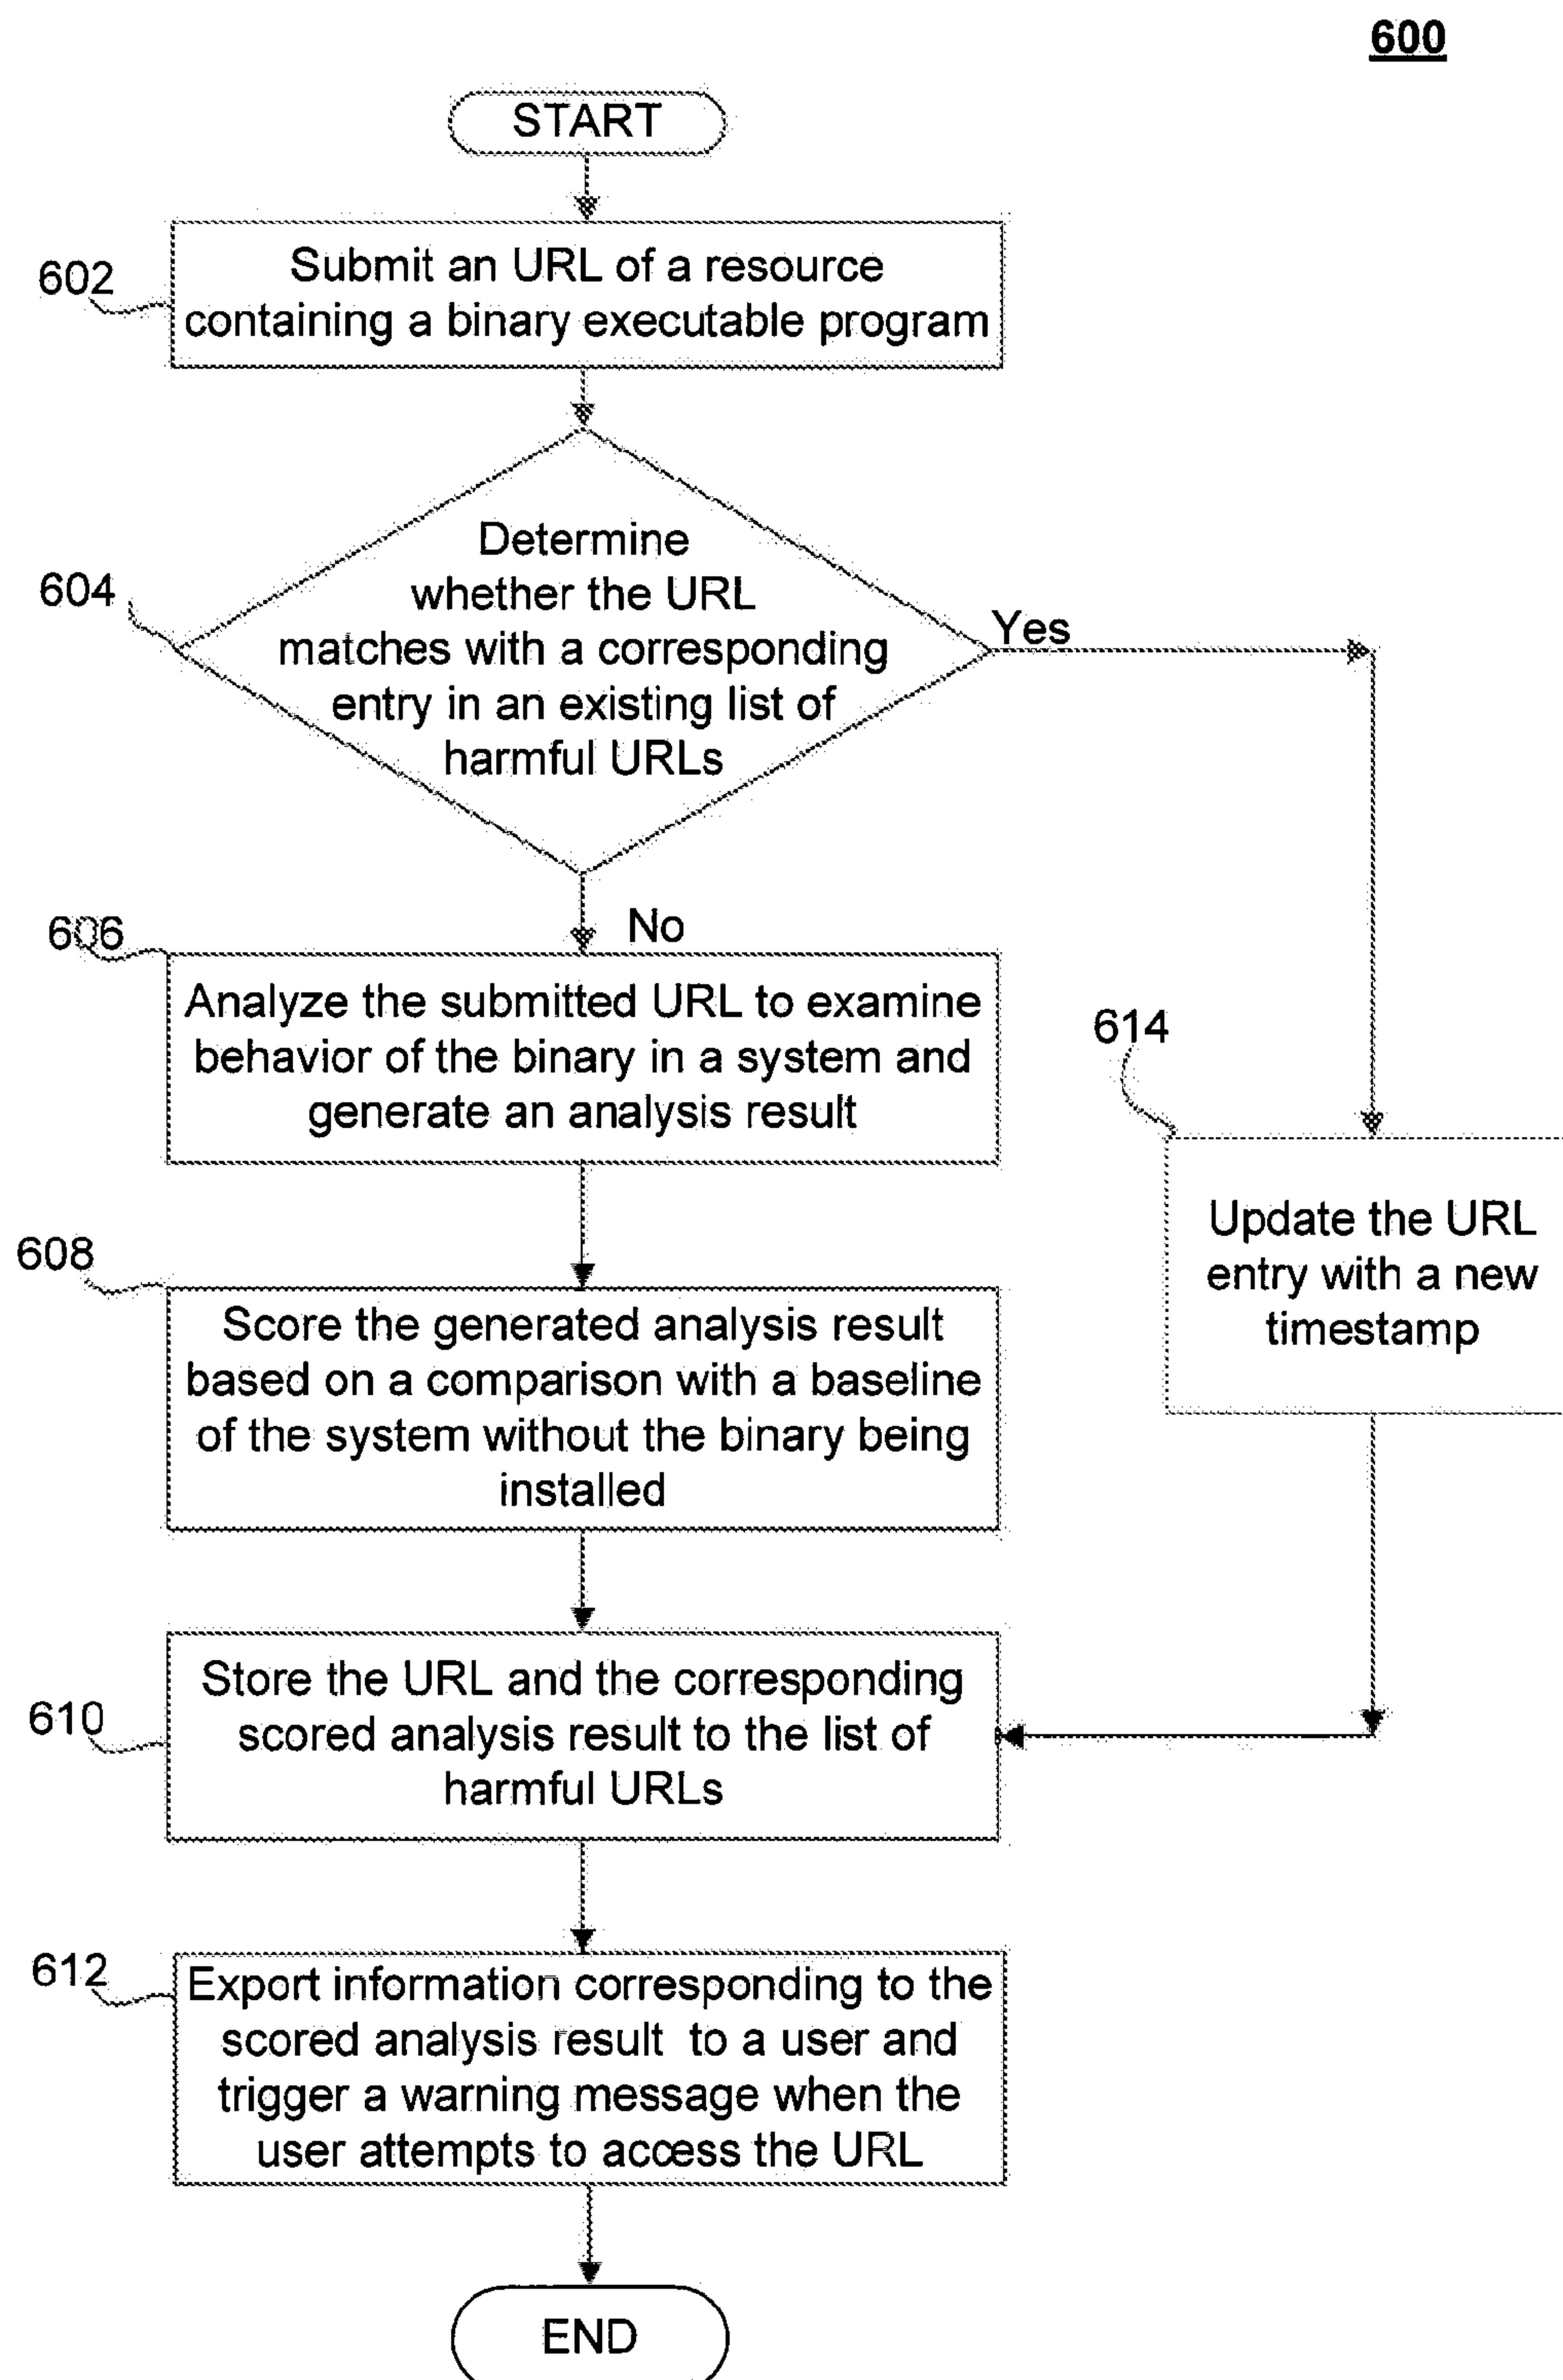 600
START
602
Submit an URL of a resource
containing a binary executable program
604
Determine
whether the URL
matches with a corresponding
entry in an existing list of
harmful URLs
Yes
No
606
Analyze the submitted URL to examine
behavior of the binary in a system and
generate an analysis result
614
Update the URL
entry with a new
timestamp
608
Score the generated analysis result
based on a comparison with a baseline
of the system without the binary being
installed
610
Store the URL and the corresponding
scored analysis result to the list of
harmful URLs
612
Export information corresponding to the
scored analysis result to a user and
trigger a warning message when the
user attempts to access the URL
END